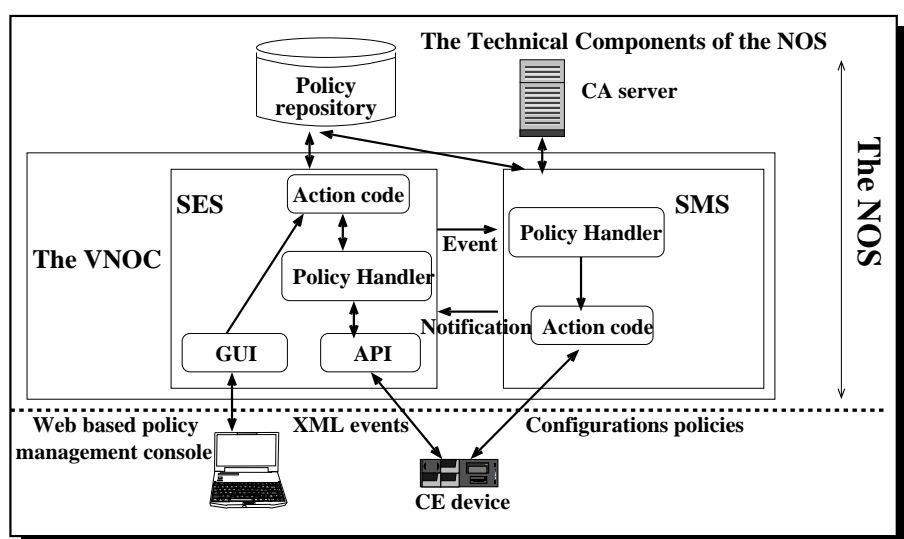 The Technical Components of the NOS
Policy
repository
CA server
The NOS
SES
Action code
SMS
Policy Handler
Event
The VNOC
Policy Handler
Notification
Action code
GUI
API
Web based policy
management console
XML events
Configurations policies
CE device